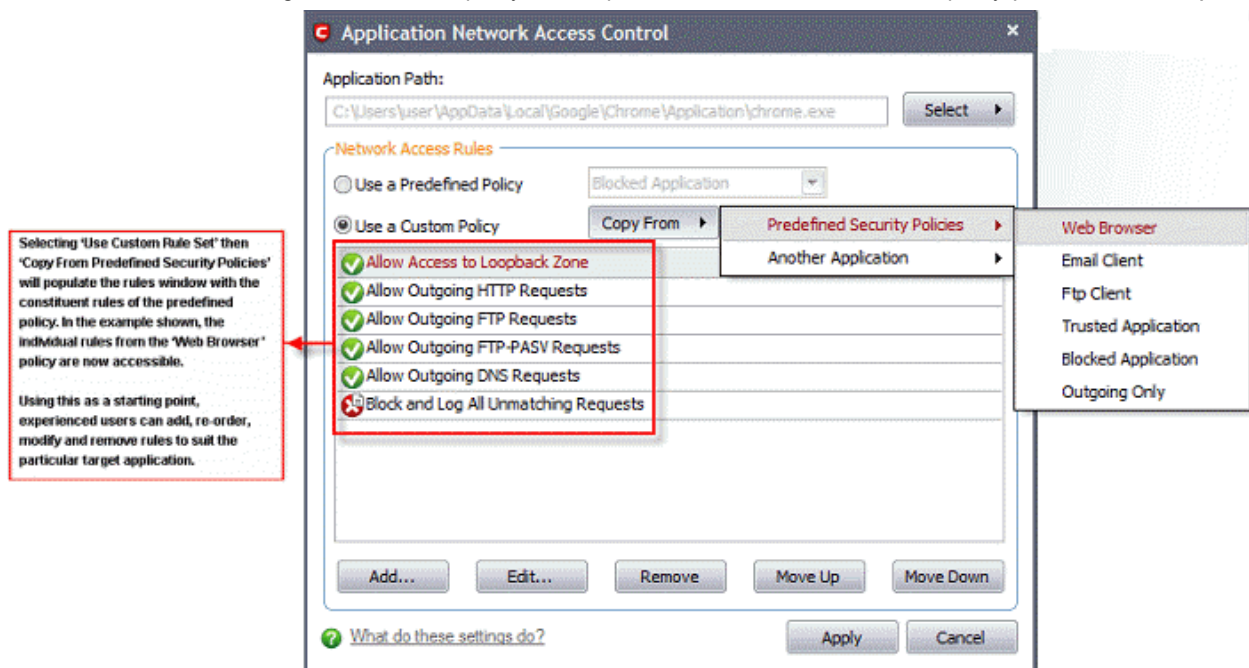 Application Network Access Control
Application Path:
C:\Users\user\AppData\Local\Google\Chrome\Application\chrome.exe
Select
Network Access Rules
Use a Predefined Policy
Blocked Application
Use a Custom Policy
Copy From
Predefined Security Policies
Web Browser
Another Application
Email Client
Ftp Client
Trusted Application
Blocked Application
Outgoing Only
Allow Access to Loopback Zone
Allow Outgoing HTTP Requests
Allow Outgoing FTP Requests
Allow Outgoing FTP-PASV Requests
Allow Outgoing DNS Requests
Block and Log All Unmatching Requests
Selecting 'Use Custom Rule Set' then
'Copy From Predefined Security Policies'
will populate the rules window with the
constituent rules of the predefined
policy. In the example shown, the
individual rules from the 'Web Browser'
policy are now accessible.
Using this as a starting point,
experienced users can add, re-order,
modify and remove rules to suit the
particular target application.
Add...
Edit...
Remove
Move Up
Move Down
What do these settings do?
Apply
Cancel